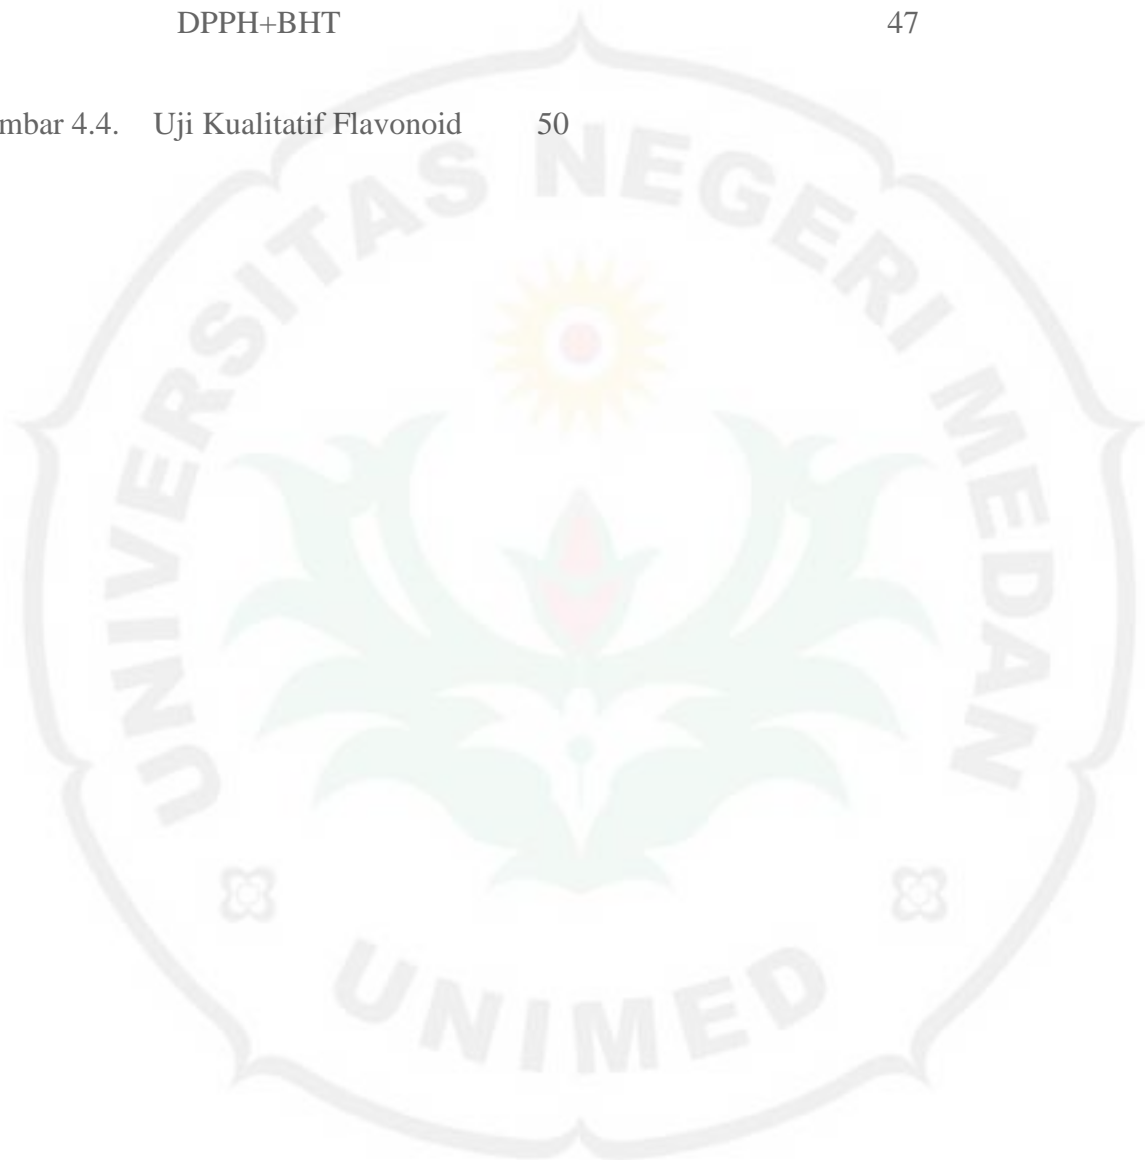 DPPH+BHT 47
mbar 4.4. Uji Kualitatif Flavonoid 50
UNIVERSITAS NEGERI MEDAN
UNIMED